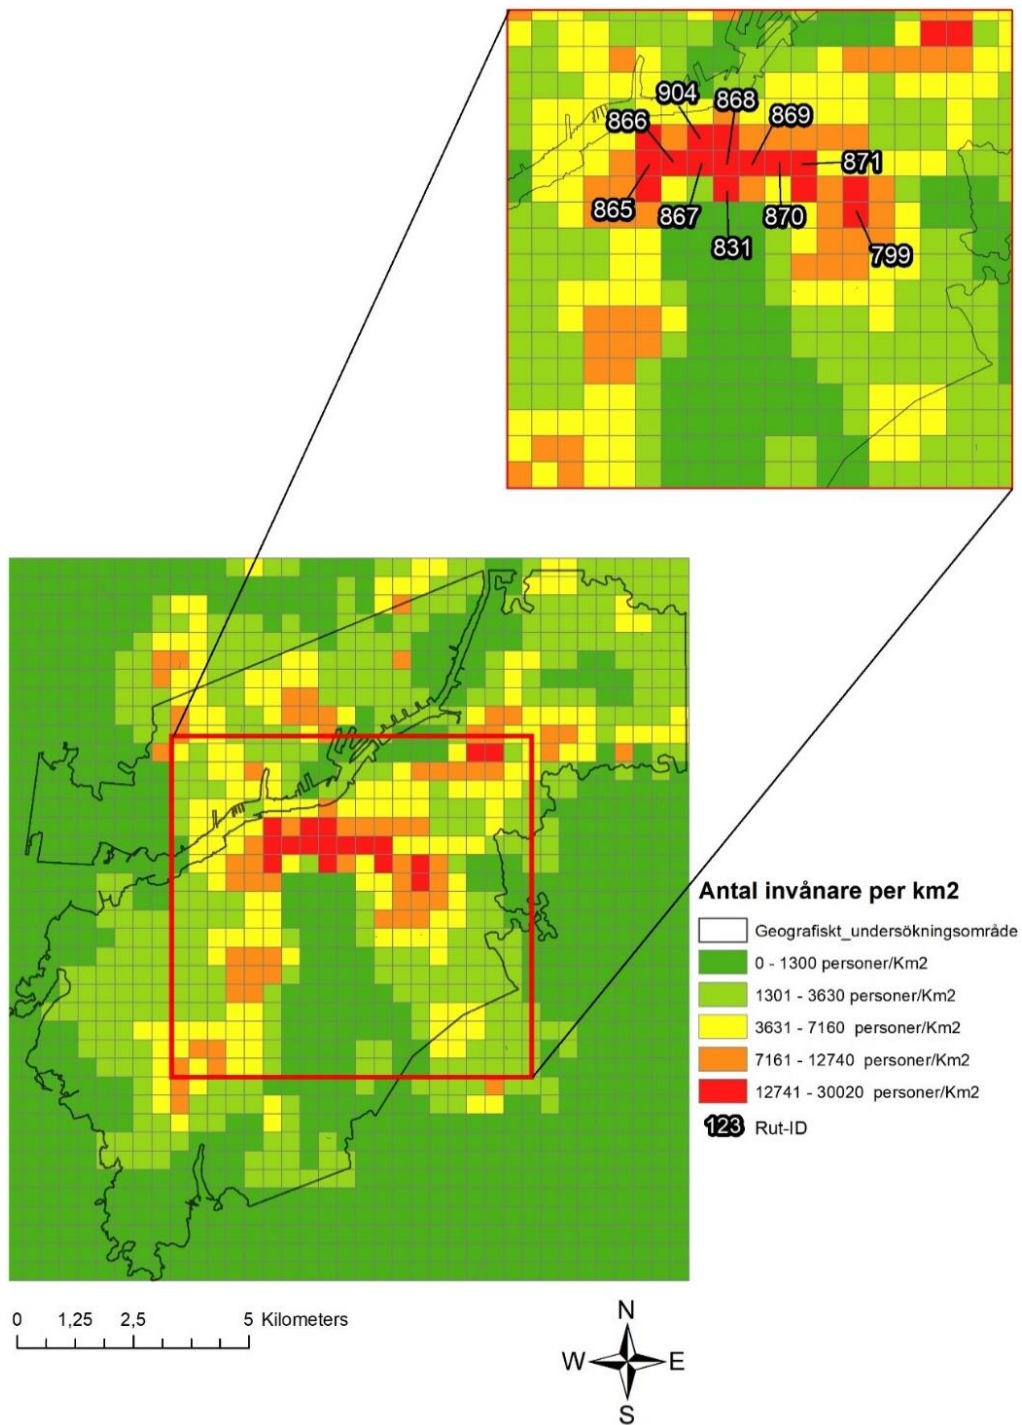 904
868
866
869
871
865
867
870
831
799
Antal invånare per km2
Geografiskt_undersökningsområde
0 - 1300 personer/Km2
1301 - 3630 personer/Km2
3631 - 7160 personer/Km2
7161 - 12740 personer/Km2
12741 - 30020 personer/Km2
123 Rut-ID
0 1,25 2,5 5 Kilometers
N
W E
S